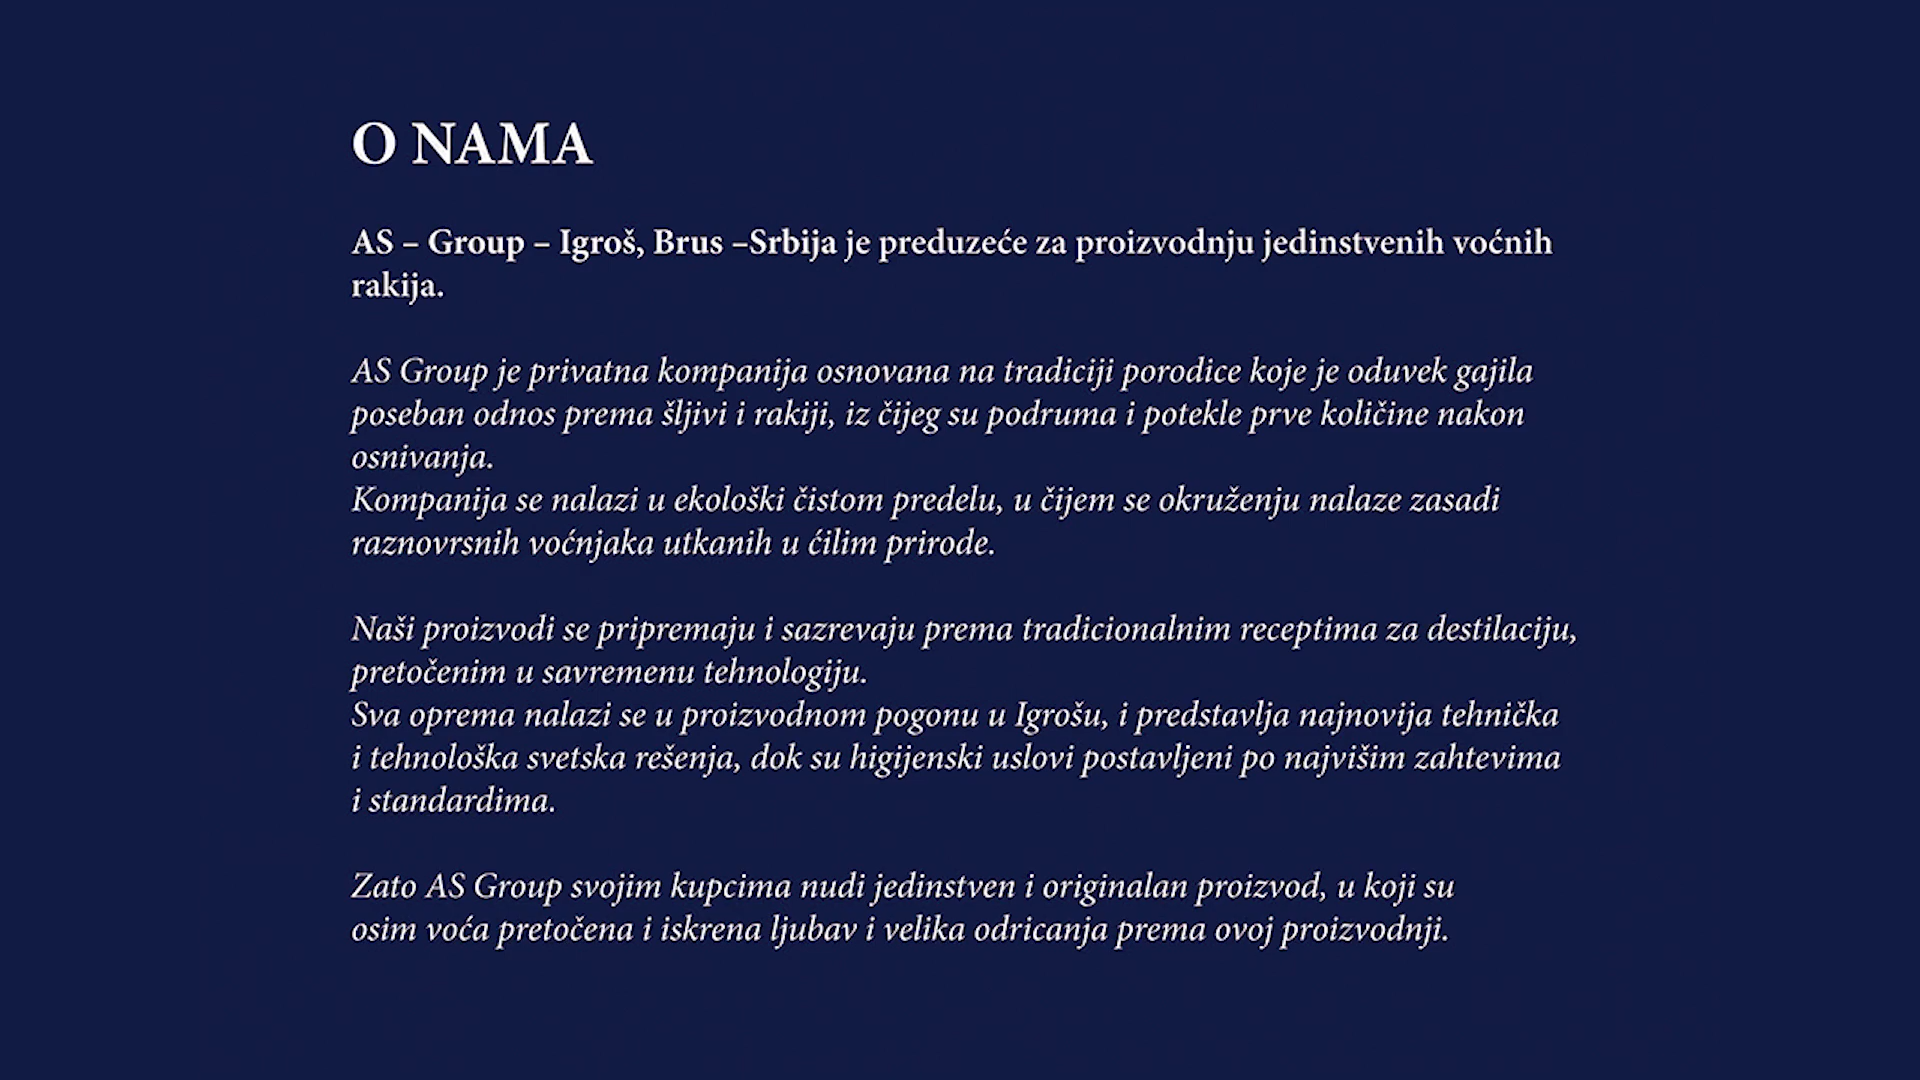 O NAMA
AS – Group – Igroš, Brus –Srbija je preduzeće za proizvodnju jedinstvenih voćnih
rakija.
AS Group je privatna kompanija osnovana na tradiciji porodice koje je oduvek gajila
poseban odnos prema šljivi i rakiji, iz čijeg su podruma i potekle prve količine nakon
osnivanja.
Kompanija se nalazi u ekološki čistom predelu, u čijem se okruženju nalaze zasadi
raznovrsnih voćnjaka utkanih u ćilim prirode.
Naši proizvodi se pripremaju i sazrevaju prema tradicionalnim receptima za destilaciju,
pretočenim u savremenu tehnologiju.
Sva oprema nalazi se u proizvodnom pogonu u Igrošu, i predstavlja najnovija tehnička
i tehnološka svetska rešenja, dok su higijenski uslovi postavljeni po najvišim zahtevima
i standardima.
Zato AS Group svojim kupcima nudi jedinstven i originalan proizvod, u koji su
osim voća pretočena i iskrena ljubav i velika odricanja prema ovoj proizvodnji.